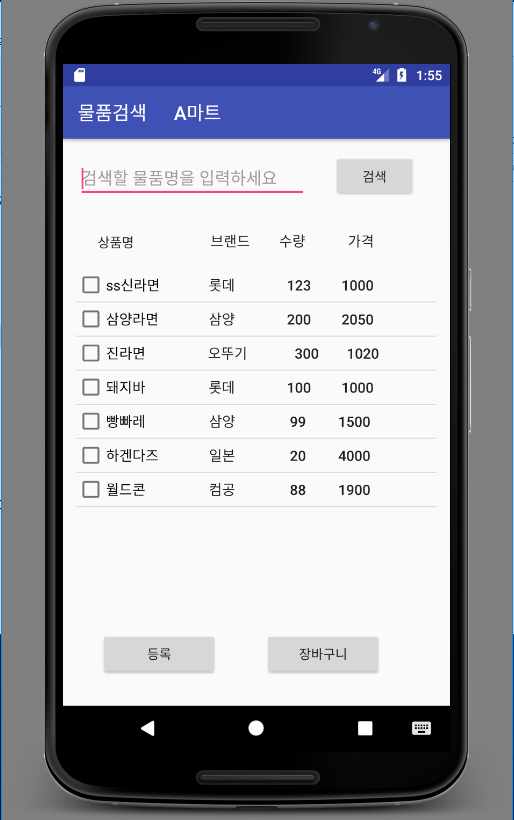 4G 1:55
물품검색 A마트
검색할 물품명을 입력하세요 검색
상품명 브랜드 수량 가격
ss신라면 롯데 123 1000
삼양라면 삼양 200 2050
진라면 오뚜기 300 1020
돼지바 롯데 100 1000
빵빠레 삼양 99 1500
하겐다즈 일본 20 4000
월드콘 컴공 88 1900
등록 장바구니